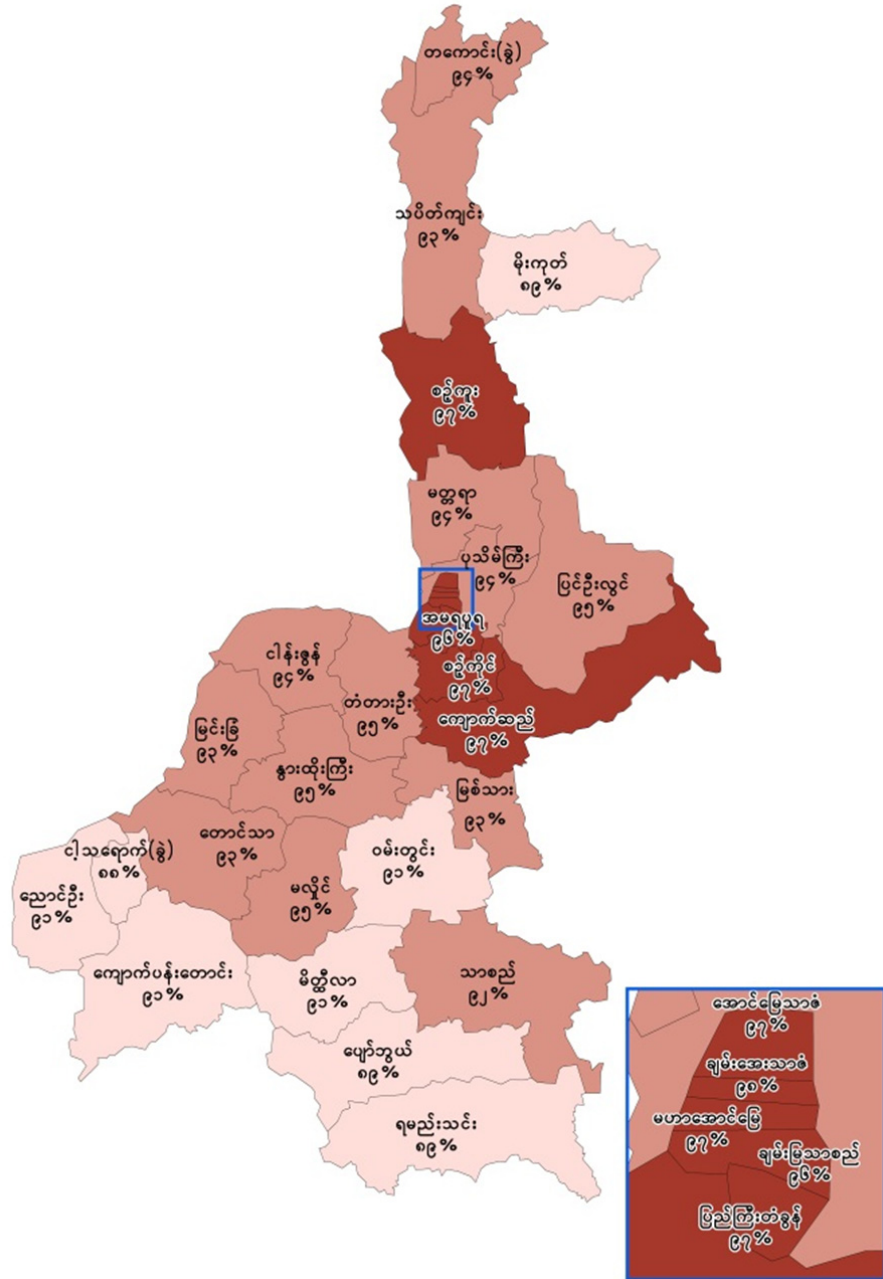 တကောင်း(ခွဲ)
၉၄%
သပိတ်ကျင်း
၉၃%
မိုးကုတ်
၈၉%
စဉ့်ကူး
၉၇%
မတ္တရာ
၉၄%
ပုသိမ်ကြီး
၉၄%
ပြင်ဦးလွင်
၉၅%
အမရပူရ
၉၆%
ငါန်းဇွန်
၉၄%
စဉ့်ကိုင်
၉၇%
တံတားဦး
၉၅%
ကျောက်ဆည်
၉၇%
မြင်းခြံ
၉၃%
နွားထိုးကြီး
၉၅%
မြစ်သား
၉၃%
တောင်သာ
၉၃%
ငါ့သရောက်(ခွဲ)
၈၈%
ဝမ်းတွင်း
၉၁%
မလှိုင်
၉၅%
ညောင်ဦး
၉၁%
ကျောက်ပန်းတောင်း
၉၁%
မိတ္ထီလာ
၉၁%
သာစည်
၉၂%
ပျော်ဘွယ်
၈၉%
ရမည်းသင်း
၈၉%
အောင်မြေသာဇံ
၉၇%
ချမ်းအေးသာဇံ
၉၈%
မဟာအောင်မြေ
၉၇%
ချမ်းမြသာစည်
၉၆%
ပြည်ကြီးတံခွန်
၉၇%